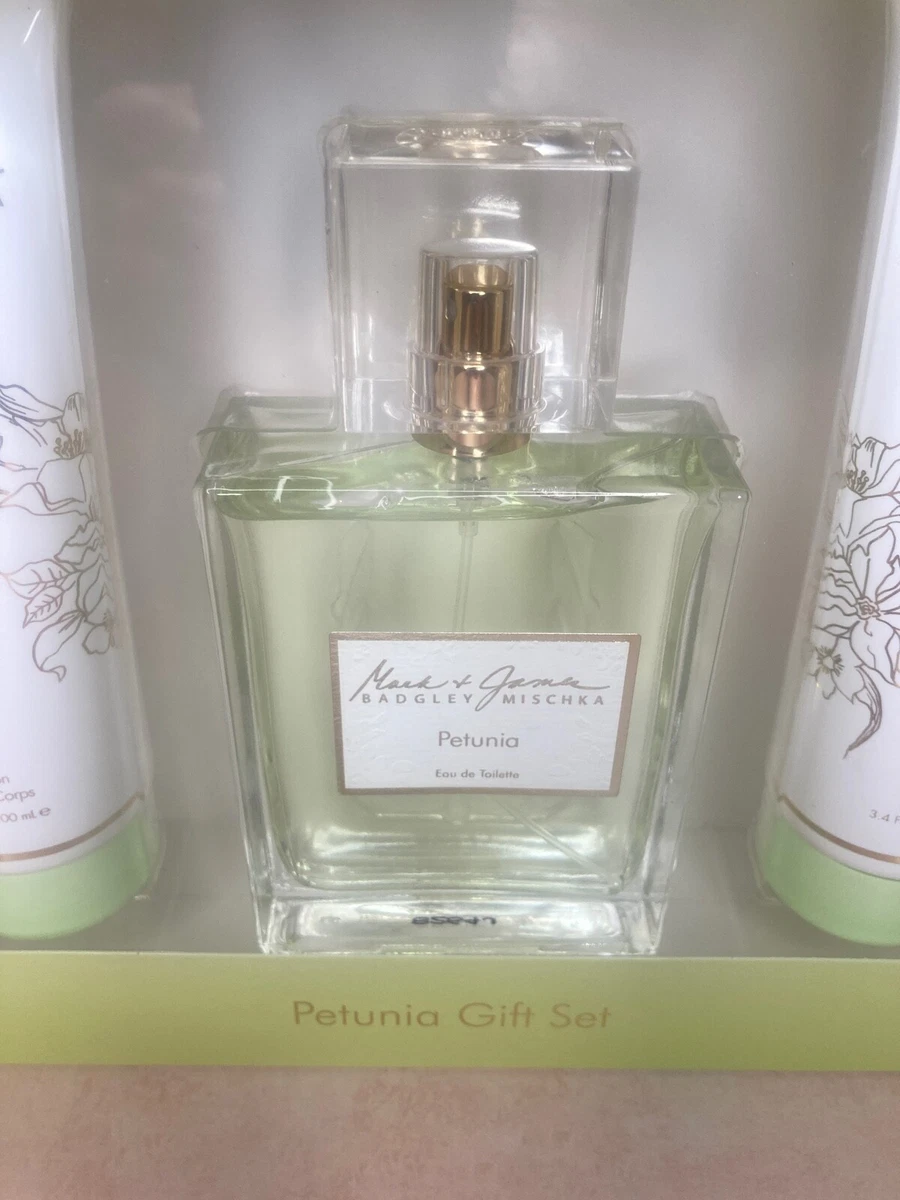 Mark + James
BADGLEY MISCHKA
Petunia
Eau de Toilette
Corps
00 mL e
3.4 F
Petunia Gift Set